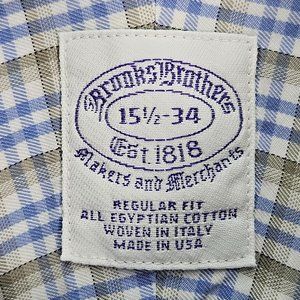 Brooks Brothers
15½-34
Est. 1818
Makers and Merchants
REGULAR FIT
ALL EGYPTIAN COTTON
WOVEN IN ITALY
MADE IN USA